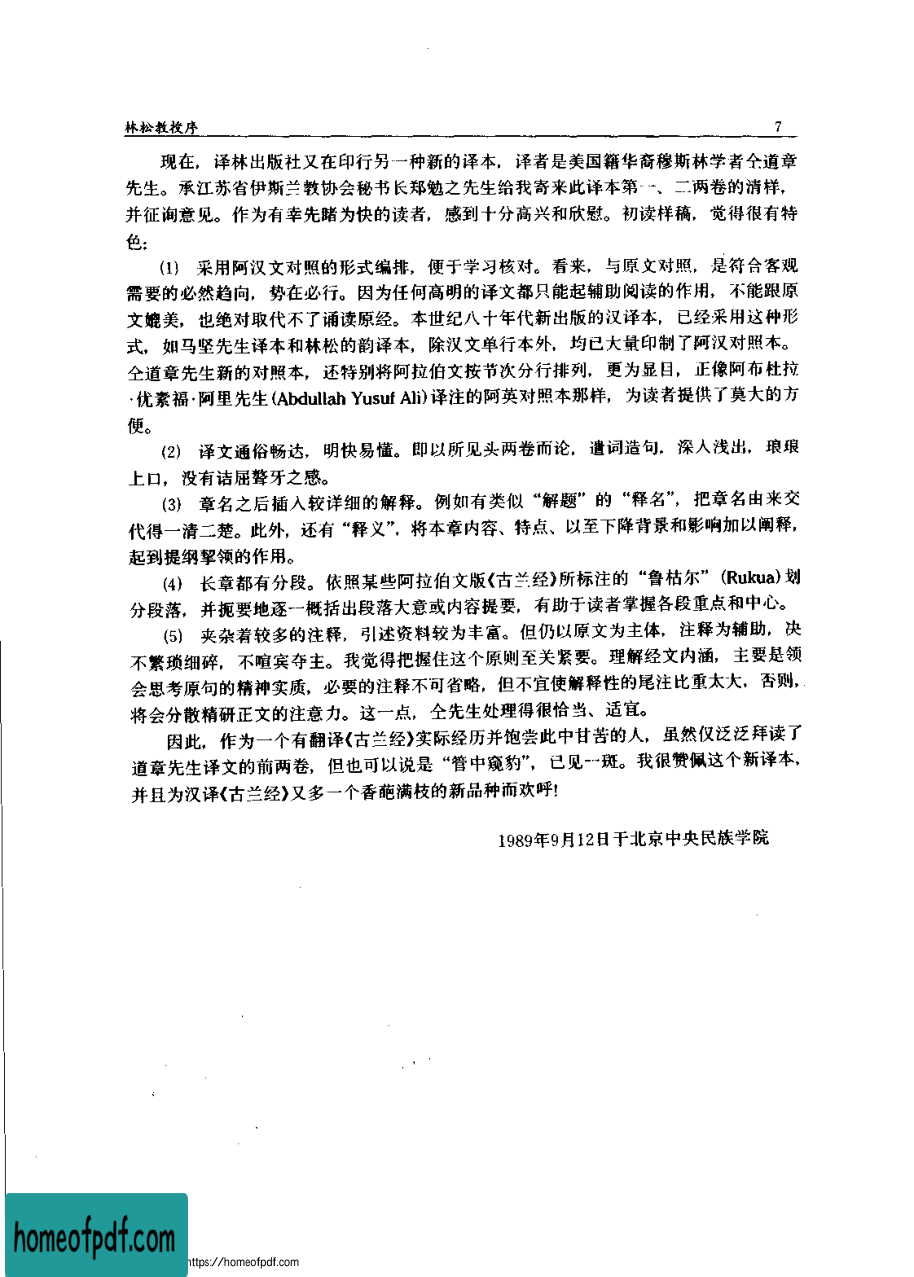 林松教授序 7
现在，译林出版社又在印行另一种新的译本，译者是美国籍华裔穆斯林学者仝道章
先生。承江苏省伊斯兰教协会秘书长郑勉之先生给我寄来此译本第一、二两卷的清样，
并征询意见。作为有幸先睹为快的读者，感到十分高兴和欣慰。初读样稿，觉得很有特
色：
(1) 采用阿汉文对照的形式编排，便于学习核对。看来，与原文对照，是符合客观
需要的必然趋向，势在必行。因为任何高明的译文都只能起辅助阅读的作用，不能跟原
文媲美，也绝对取代不了诵读原经。本世纪八十年代新出版的汉译本，已经采用这种形
式，如马坚先生译本和林松的韵译本，除汉文单行本外，均已大量印制了阿汉对照本。
仝道章先生新的对照本，还特别将阿拉伯文按节次分行排列，更为显目，正像阿布杜拉
·优素福·阿里先生(Abdullah Yusuf Ali)译注的阿英对照本那样，为读者提供了莫大的方
便。
(2) 译文通俗畅达，明快易懂。即以所见头两卷而论，遣词造句，深入浅出，琅琅
上口，没有诘屈聱牙之感。
(3) 章名之后插入较详细的解释。例如有类似“解题”的“释名”，把章名由来交
代得一清二楚。此外，还有“释义”，将本章内容、特点、以至下降背景和影响加以阐释，
起到提纲挈领的作用。
(4) 长章都有分段。依照某些阿拉伯文版《古兰经》所标注的“鲁枯尔”(Rukua)划
分段落，并扼要地逐一概括出段落大意或内容提要，有助于读者掌握各段重点和中心。
(5) 夹杂着较多的注释，引述资料较为丰富。但仍以原文为主体，注释为辅助，决
不繁琐细碎，不喧宾夺主。我觉得把握住这个原则至关紧要。理解经文内涵，主要是领
会思考原句的精神实质，必要的注释不可省略，但不宜使解释性的尾注比重太大，否则，
将会分散精研正文的注意力。这一点，仝先生处理得很恰当、适宜。
因此，作为一个有翻译《古兰经》实际经历并饱尝此中甘苦的人，虽然仅泛泛拜读了
道章先生译文的前两卷，但也可以说是“管中窥豹”，已见一斑。我很赞佩这个新译本，
并且为汉译《古兰经》又多一个香葩满枝的新品种而欢呼！
1989年9月12日于北京中央民族学院
homeofpdf.com
https://homeofpdf.com